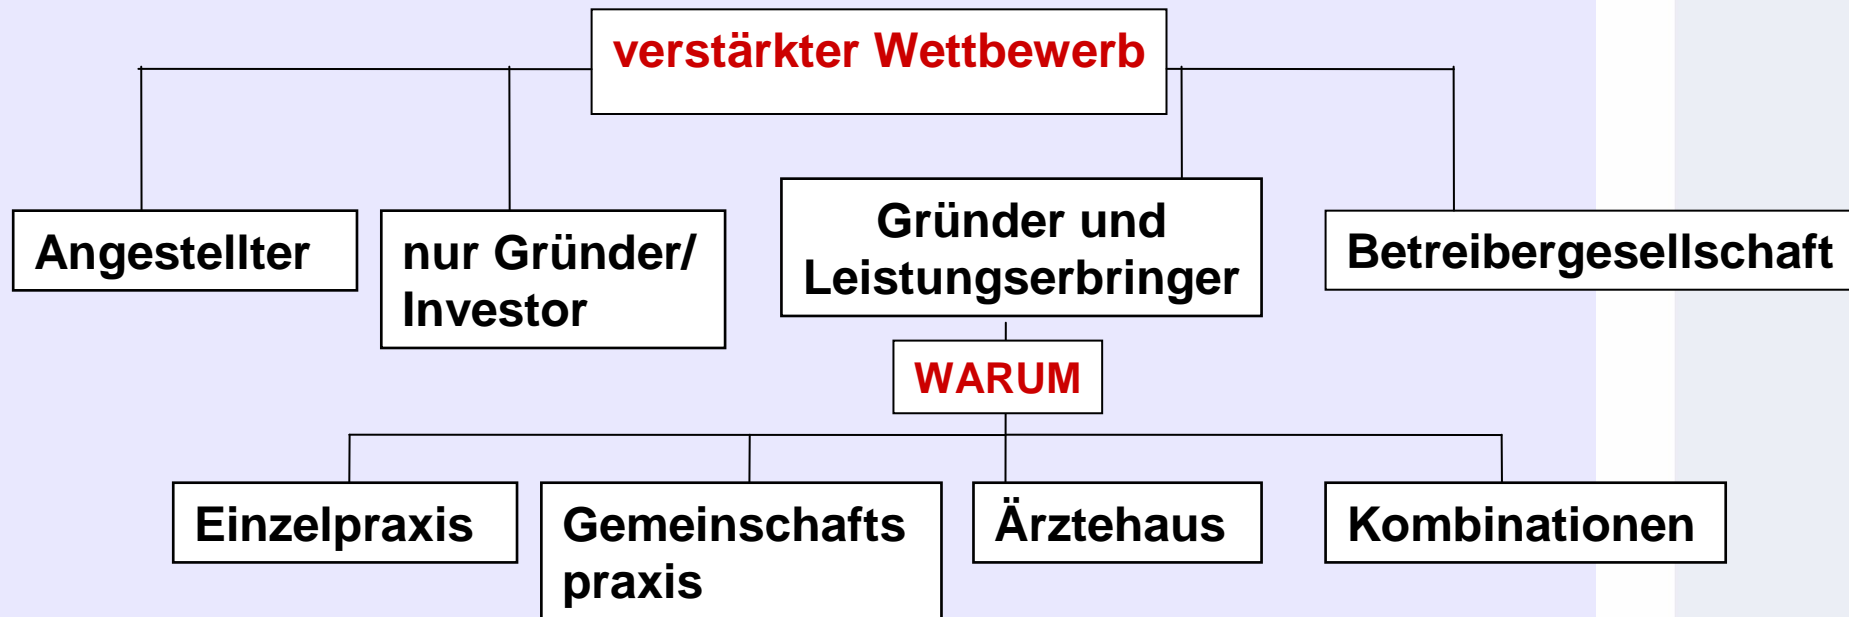 verstärkter Wettbewerb
Angestellter
nur Gründer/
Investor
Gründer und
Leistungserbringer
Betreibergesellschaft
WARUM
Einzelpraxis
Gemeinschafts
praxis
Ärztehaus
Kombinationen